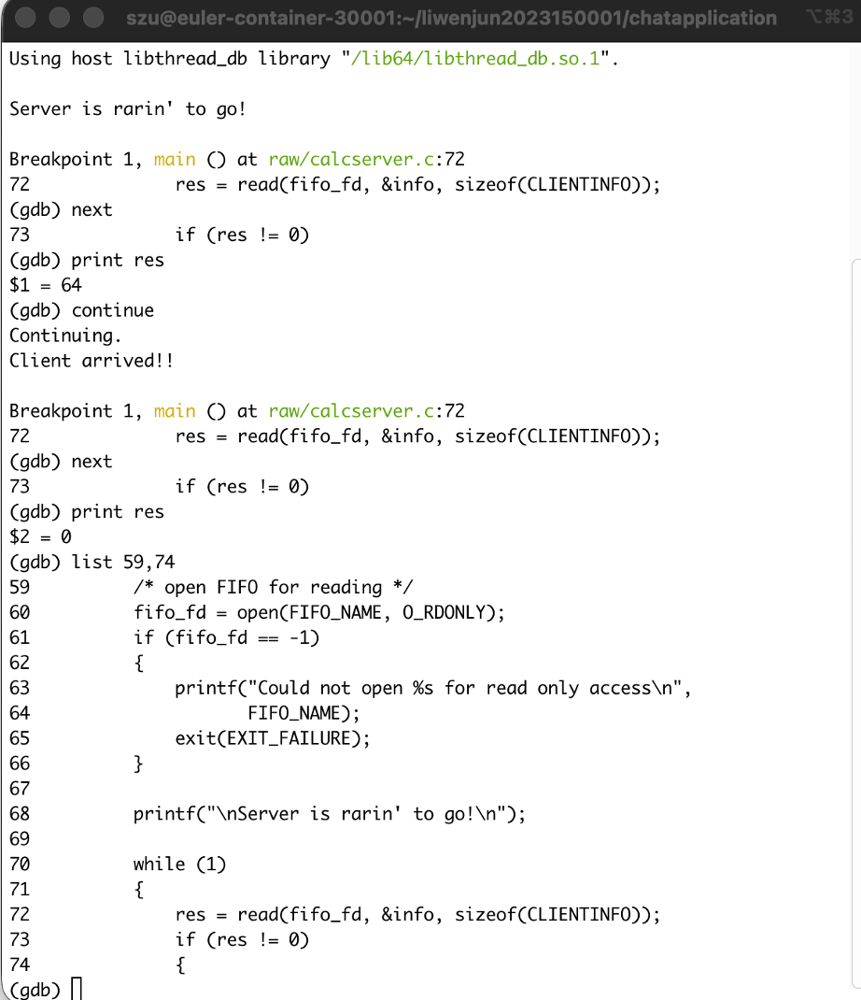 szu@euler-container-30001:~/liwenjun2023150001/chatapplication ⌥⌘3
Using host libthread_db library "/lib64/libthread_db.so.1".
Server is rarin' to go!
Breakpoint 1, main () at raw/calcserver.c:72
72              res = read(fifo_fd, &info, sizeof(CLIENTINFO));
(gdb) next
73              if (res != 0)
(gdb) print res
$1 = 64
(gdb) continue
Continuing.
Client arrived!!
Breakpoint 1, main () at raw/calcserver.c:72
72              res = read(fifo_fd, &info, sizeof(CLIENTINFO));
(gdb) next
73              if (res != 0)
(gdb) print res
$2 = 0
(gdb) list 59,74
59          /* open FIFO for reading */
60          fifo_fd = open(FIFO_NAME, O_RDONLY);
61          if (fifo_fd == -1)
62          {
63              printf("Could not open %s for read only access\n",
64                     FIFO_NAME);
65              exit(EXIT_FAILURE);
66          }
67
68          printf("\nServer is rarin' to go!\n");
69
70          while (1)
71          {
72              res = read(fifo_fd, &info, sizeof(CLIENTINFO));
73              if (res != 0)
74              {
(gdb)